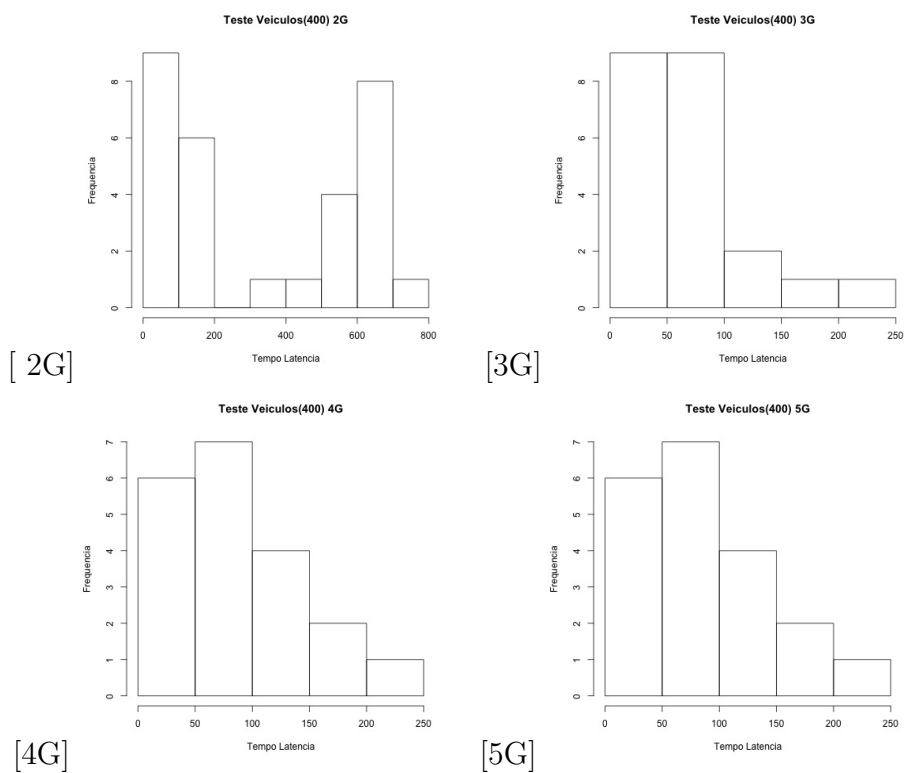 Teste Veiculos(400) 2G
Frequencia
0 2 4 6 8
0 200 400 600 800
Tempo Latencia
[ 2G]
Teste Veiculos(400) 3G
Frequencia
0 2 4 6 8
0 50 100 150 200 250
Tempo Latencia
[3G]
Teste Veiculos(400) 4G
Frequencia
0 1 2 3 4 5 6 7
0 50 100 150 200 250
Tempo Latencia
[4G]
Teste Veiculos(400) 5G
Frequencia
0 1 2 3 4 5 6 7
0 50 100 150 200 250
Tempo Latencia
[5G]